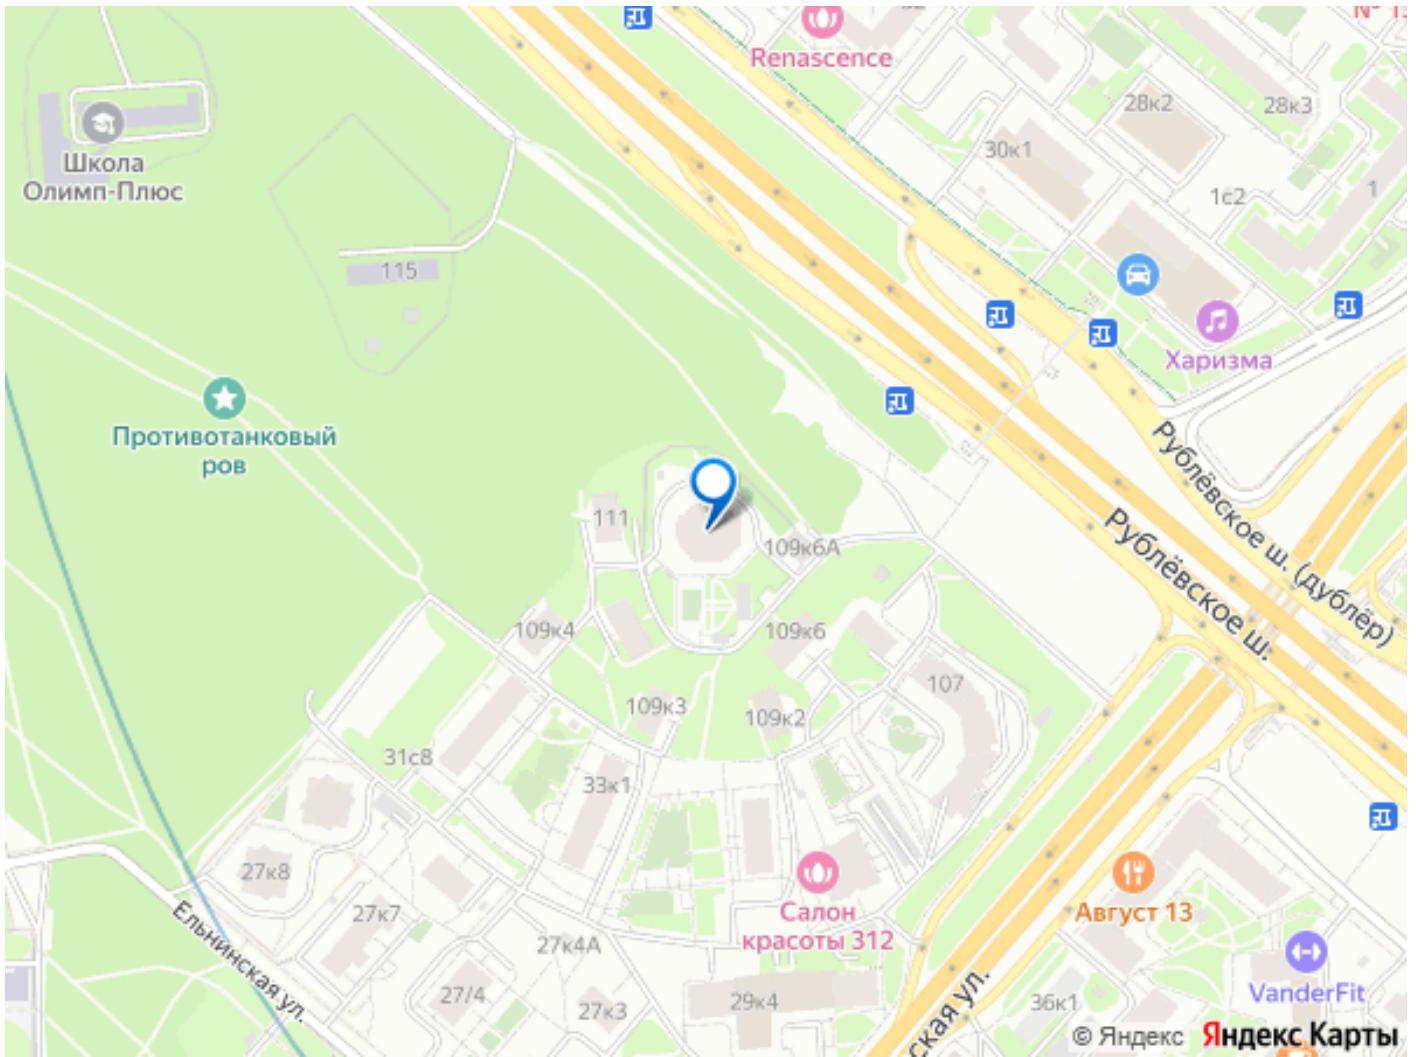 Renascence
28к2
28к3
30к1
1с2
1
Школа
Олимп-Плюс
115
Харизма
Противотанковый
ров
Рублёвское ш. (дублёр)
Рублёвское ш.
111
109к6А
109к4
109к6
107
109к3
109к2
31с8
33к1
27к8
Салон
красоты 312
Август 13
27к7
Ельнинская ул.
27к4А
VanderFit
27/4
27к3
29к4
36к1
ская ул.
© Яндекс Яндекс Карты